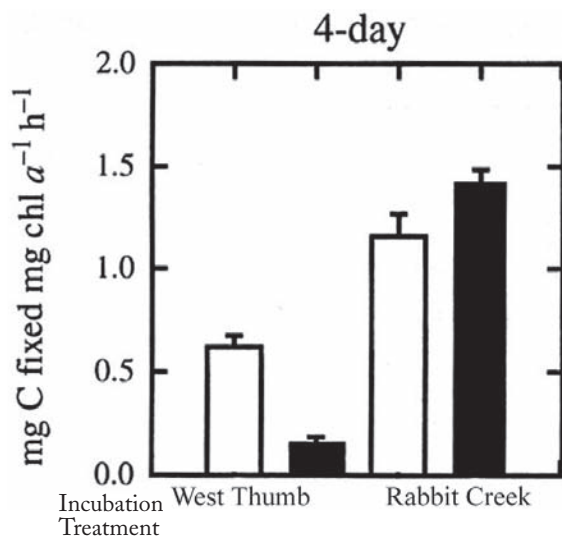 4-day
mg C fixed mg chl a⁻¹ h⁻¹
2.0
1.5
1.0
0.5
0.0
Incubation Treatment
West Thumb
Rabbit Creek